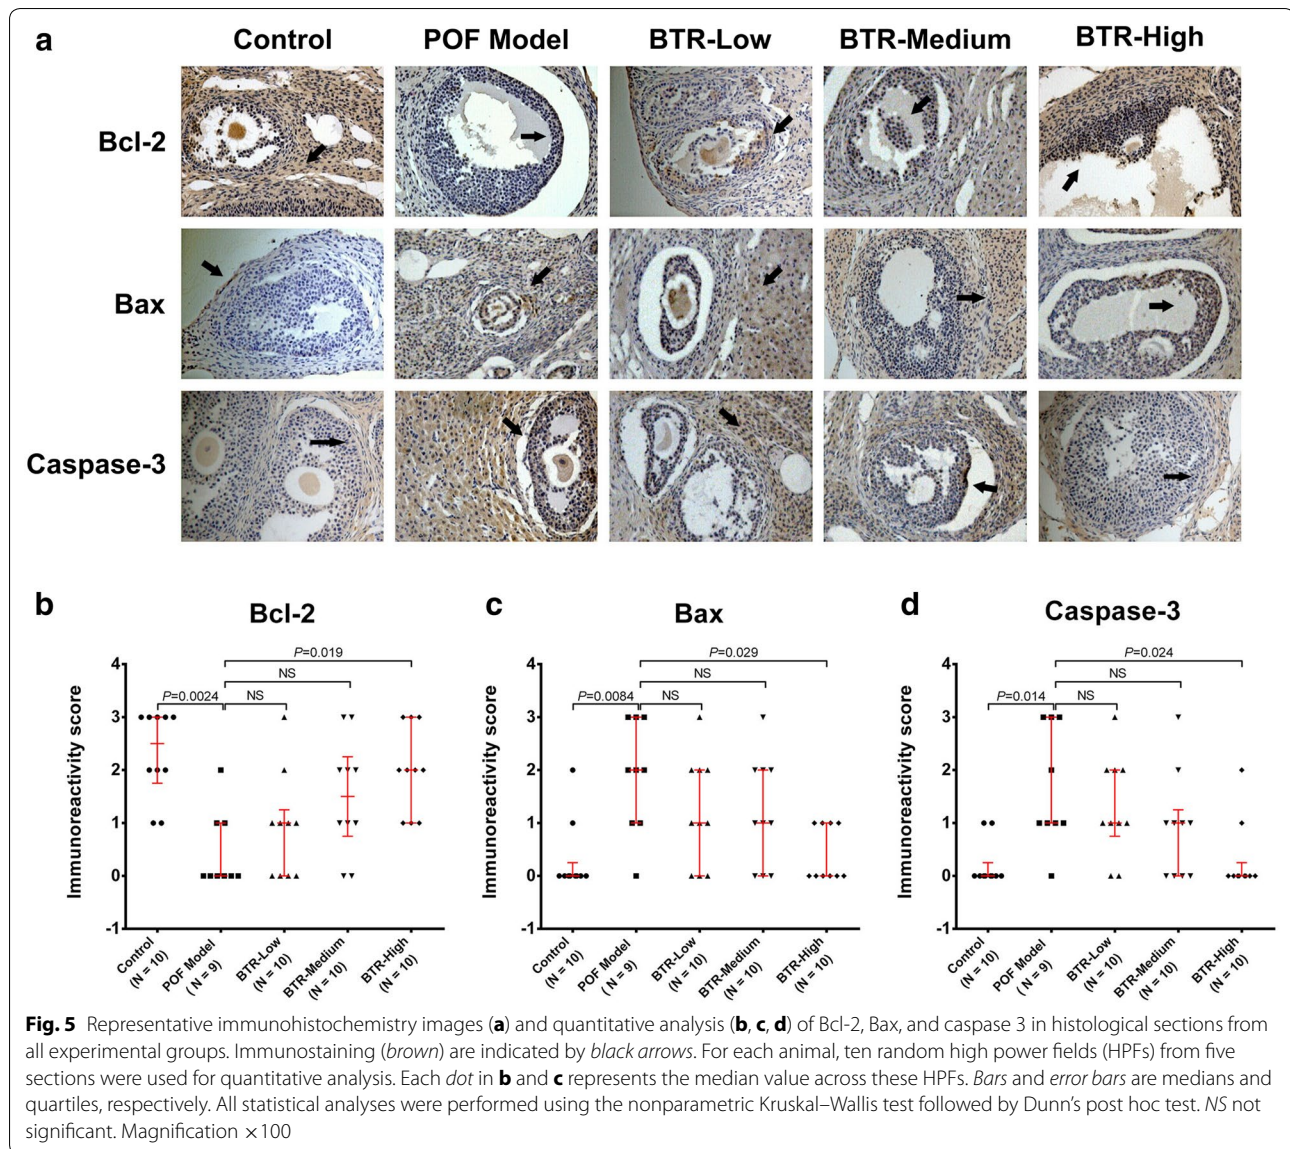 a
Control POF Model BTR-Low BTR-Medium BTR-High
Bcl-2
Bax
Caspase-3
b
Bcl-2
Immunoreactivity score
4
3
2
1
0
-1
P=0.019
NS
P=0.0024 NS
Control (N = 10)
POF Model ( N = 9)
BTR-Low (N = 10)
BTR-Medium (N = 10)
BTR-High (N = 10)
c
Bax
Immunoreactivity score
4
3
2
1
0
-1
P=0.029
NS
P=0.0084 NS
Control (N = 10)
POF Model ( N = 9)
BTR-Low (N = 10)
BTR-Medium (N = 10)
BTR-High (N = 10)
d
Caspase-3
Immunoreactivity score
4
3
2
1
0
-1
P=0.024
NS
P=0.014 NS
Control (N = 10)
POF Model ( N = 9)
BTR-Low (N = 10)
BTR-Medium (N = 10)
BTR-High (N = 10)
Fig. 5 Representative immunohistochemistry images (a) and quantitative analysis (b, c, d) of Bcl-2, Bax, and caspase 3 in histological sections from
all experimental groups. Immunostaining (brown) are indicated by black arrows. For each animal, ten random high power fields (HPFs) from five
sections were used for quantitative analysis. Each dot in b and c represents the median value across these HPFs. Bars and error bars are medians and
quartiles, respectively. All statistical analyses were performed using the nonparametric Kruskal–Wallis test followed by Dunn's post hoc test. NS not
significant. Magnification ×100